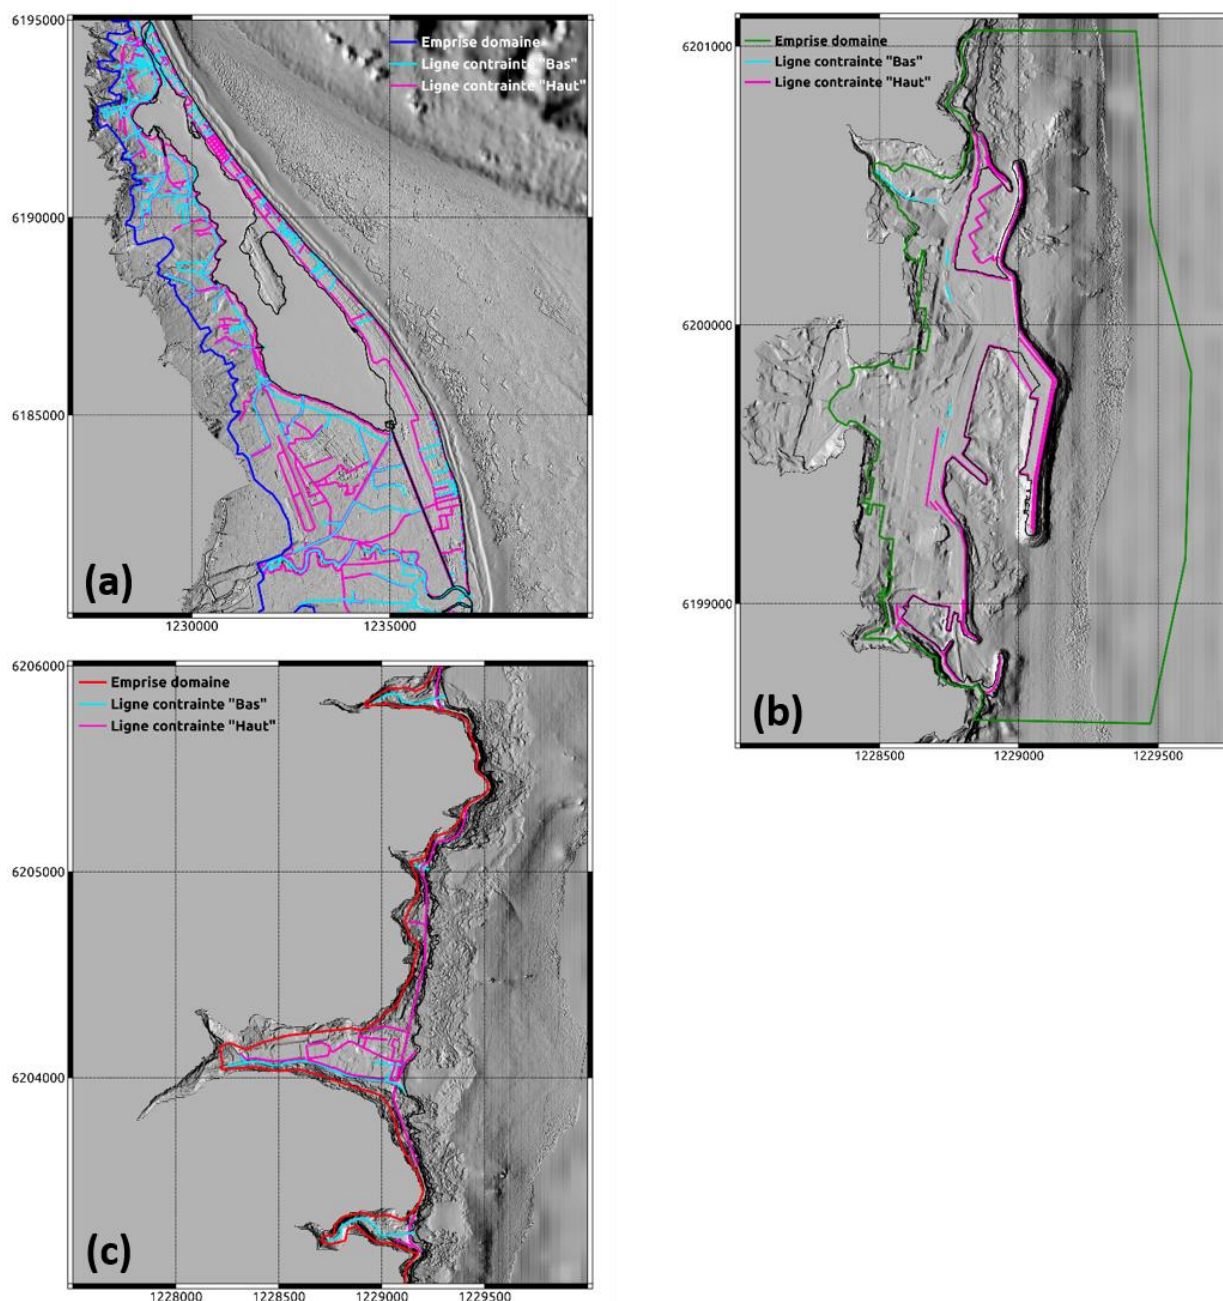 6195000
Emprise domaine
Ligne contrainte "Bas"
Ligne contrainte "Haut"
6190000
6185000
(a)
1230000
1235000
6201000
Emprise domaine
Ligne contrainte "Bas"
Ligne contrainte "Haut"
6200000
6199000
(b)
1228500
1229000
1229500
6206000
Emprise domaine
Ligne contrainte "Bas"
Ligne contrainte "Haut"
6205000
6204000
(c)
1228000
1228500
1229000
1229500